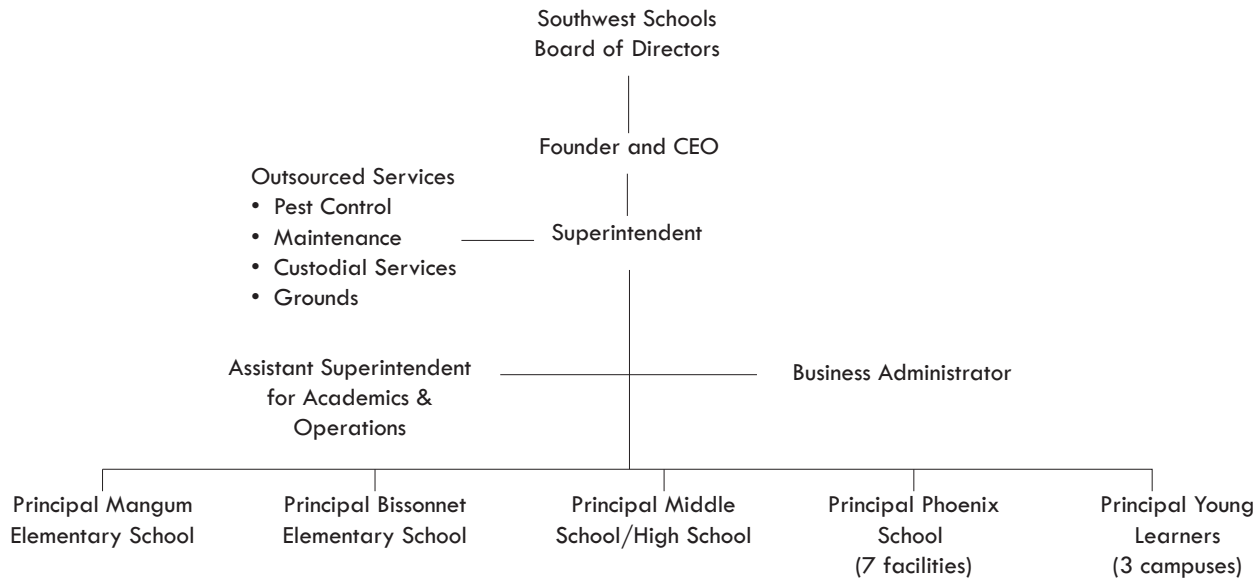 Southwest Schools
Board of Directors
Founder and CEO
Outsourced Services
• Pest Control
• Maintenance
• Custodial Services
• Grounds
Superintendent
Assistant Superintendent
for Academics &
Operations
Business Administrator
Principal Mangum
Elementary School
Principal Bissonnet
Elementary School
Principal Middle
School/High School
Principal Phoenix
School
(7 facilities)
Principal Young
Learners
(3 campuses)